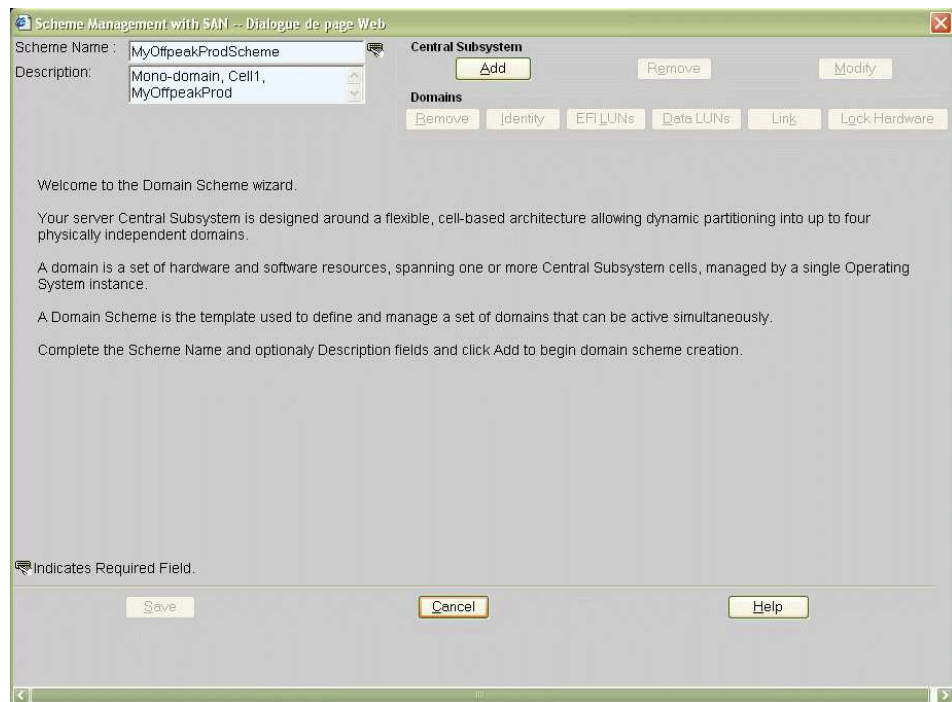 Scheme Management with SAN -- Dialogue de page Web
Scheme Name : MyOffpeakProdScheme
Description: Mono-domain, Cell1,
MyOffpeakProd
Central Subsystem
Add Remove Modify
Domains
Remove Identity EFI LUNs Data LUNs Link Lock Hardware
Welcome to the Domain Scheme wizard.
Your server Central Subsystem is designed around a flexible, cell-based architecture allowing dynamic partitioning into up to four
physically independent domains.
A domain is a set of hardware and software resources, spanning one or more Central Subsystem cells, managed by a single Operating
System instance.
A Domain Scheme is the template used to define and manage a set of domains that can be active simultaneously.
Complete the Scheme Name and optionaly Description fields and click Add to begin domain scheme creation.
Indicates Required Field.
Save Cancel Help